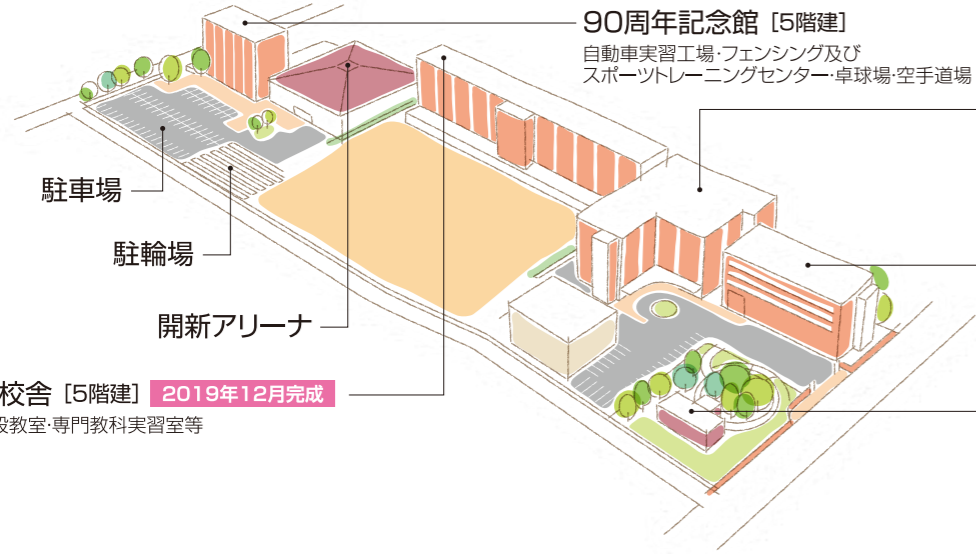 90周年記念館 [5階建]
自動車実習工場・フェンシング及び
スポーツトレーニングセンター・卓球場・空手道場
駐車場
駐輪場
開新アリーナ
校舎 [5階建] 2019年12月完成
教室・専門教科実習室等